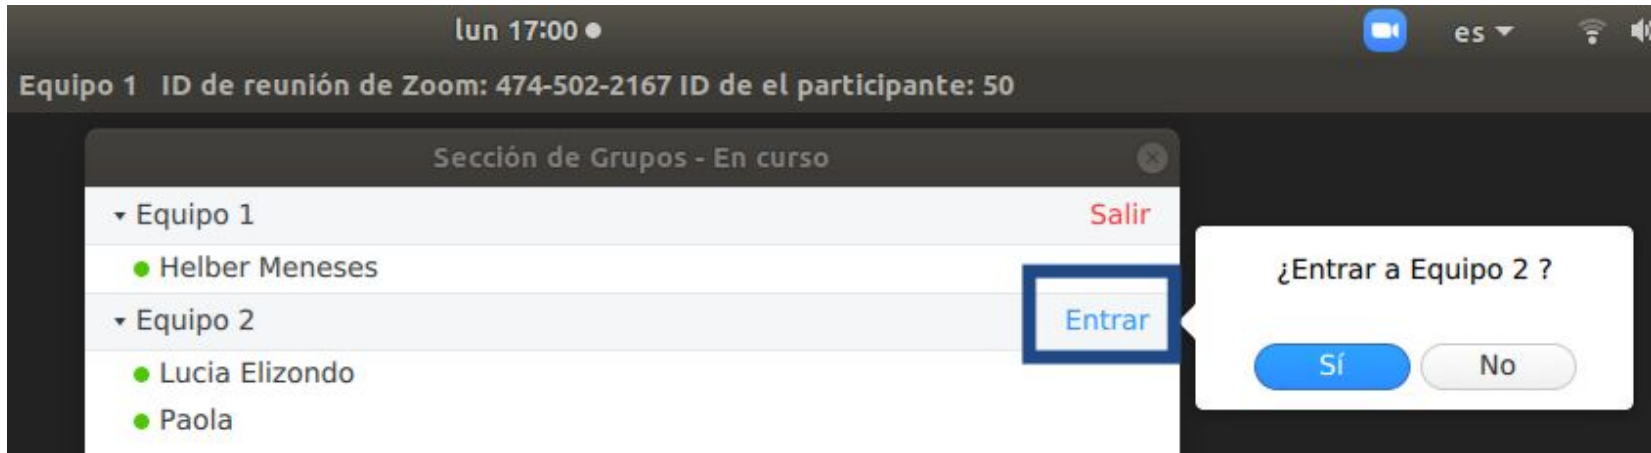 lun 17:00
es
Equipo 1 ID de reunión de Zoom: 474-502-2167 ID de el participante: 50
Sección de Grupos - En curso
Equipo 1 Salir
Helber Meneses
Equipo 2 Entrar
Lucia Elizondo
Paola
¿Entrar a Equipo 2 ?
Sí No